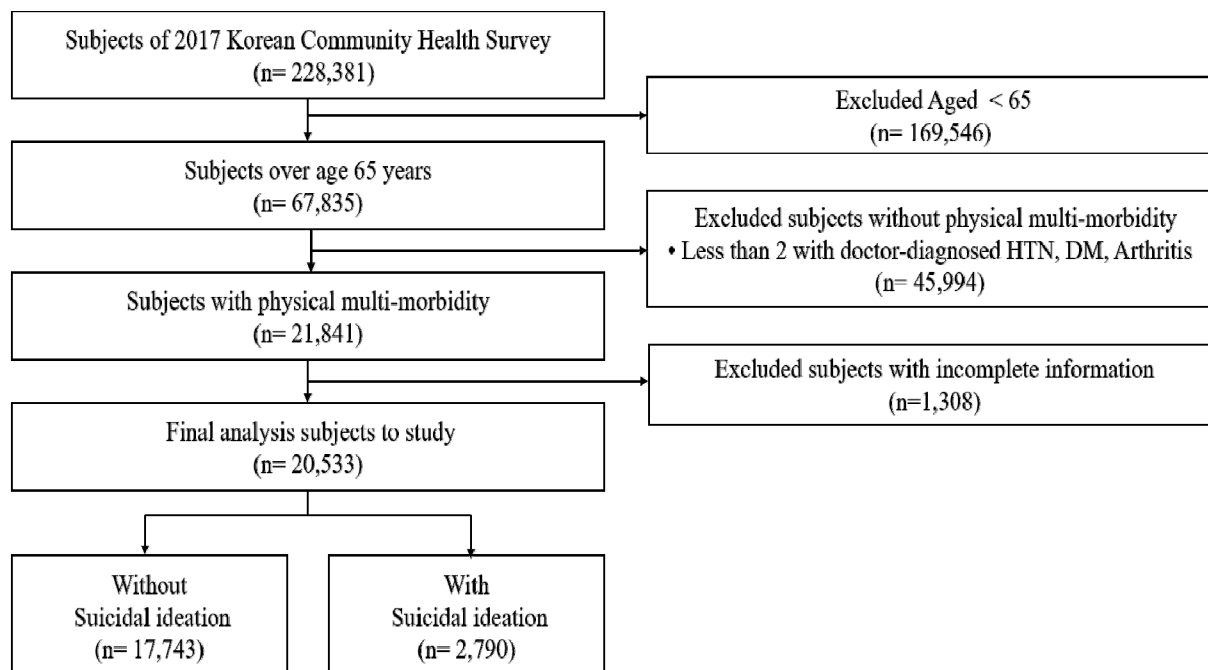 Subjects of 2017 Korean Community Health Survey
(n= 228,381)
Excluded Aged < 65
(n= 169,546)
Subjects over age 65 years
(n= 67,835)
Excluded subjects without physical multi-morbidity
• Less than 2 with doctor-diagnosed HTN, DM, Arthritis
(n= 45,994)
Subjects with physical multi-morbidity
(n= 21,841)
Excluded subjects with incomplete information
(n=1,308)
Final analysis subjects to study
(n= 20,533)
Without
Suicidal ideation
(n= 17,743)
With
Suicidal ideation
(n= 2,790)